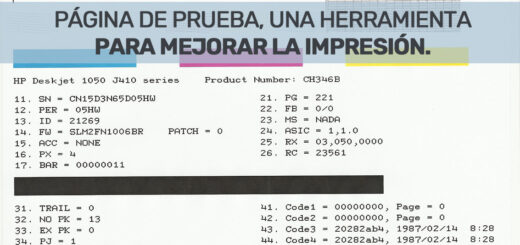 PÁGINA DE PRUEBA, UNA HERRAMIENTA
PARA MEJORAR LA IMPRESIÓN.
HP Deskjet 1050 J410 series Product Number: CH346B
11. SN = CN15D3N65D05HW
12. PER = 05HW
13. ID = 21269
14. FW = SLM2FN1006BR PATCH = 0
15. ACC = NONE
16. PX = 4
17. BAR = 00000011
21. PG = 221
22. FB = 0/0
23. MS = NADA
24. ASIC = 1,1.0
25. RX = 03,050,0000
26. RC = 23561
31. TRAIL = 0
32. NO PK = 13
33. EX PK = 0
34. PJ = 1
41. Code1 = 00000000, Page = 0
42. Code2 = 00000000, Page = 0
43. Code3 = 20282ab4, 1987/02/14 8:28
44. Code4 = 20282ab4, 1987/02/14 8:28